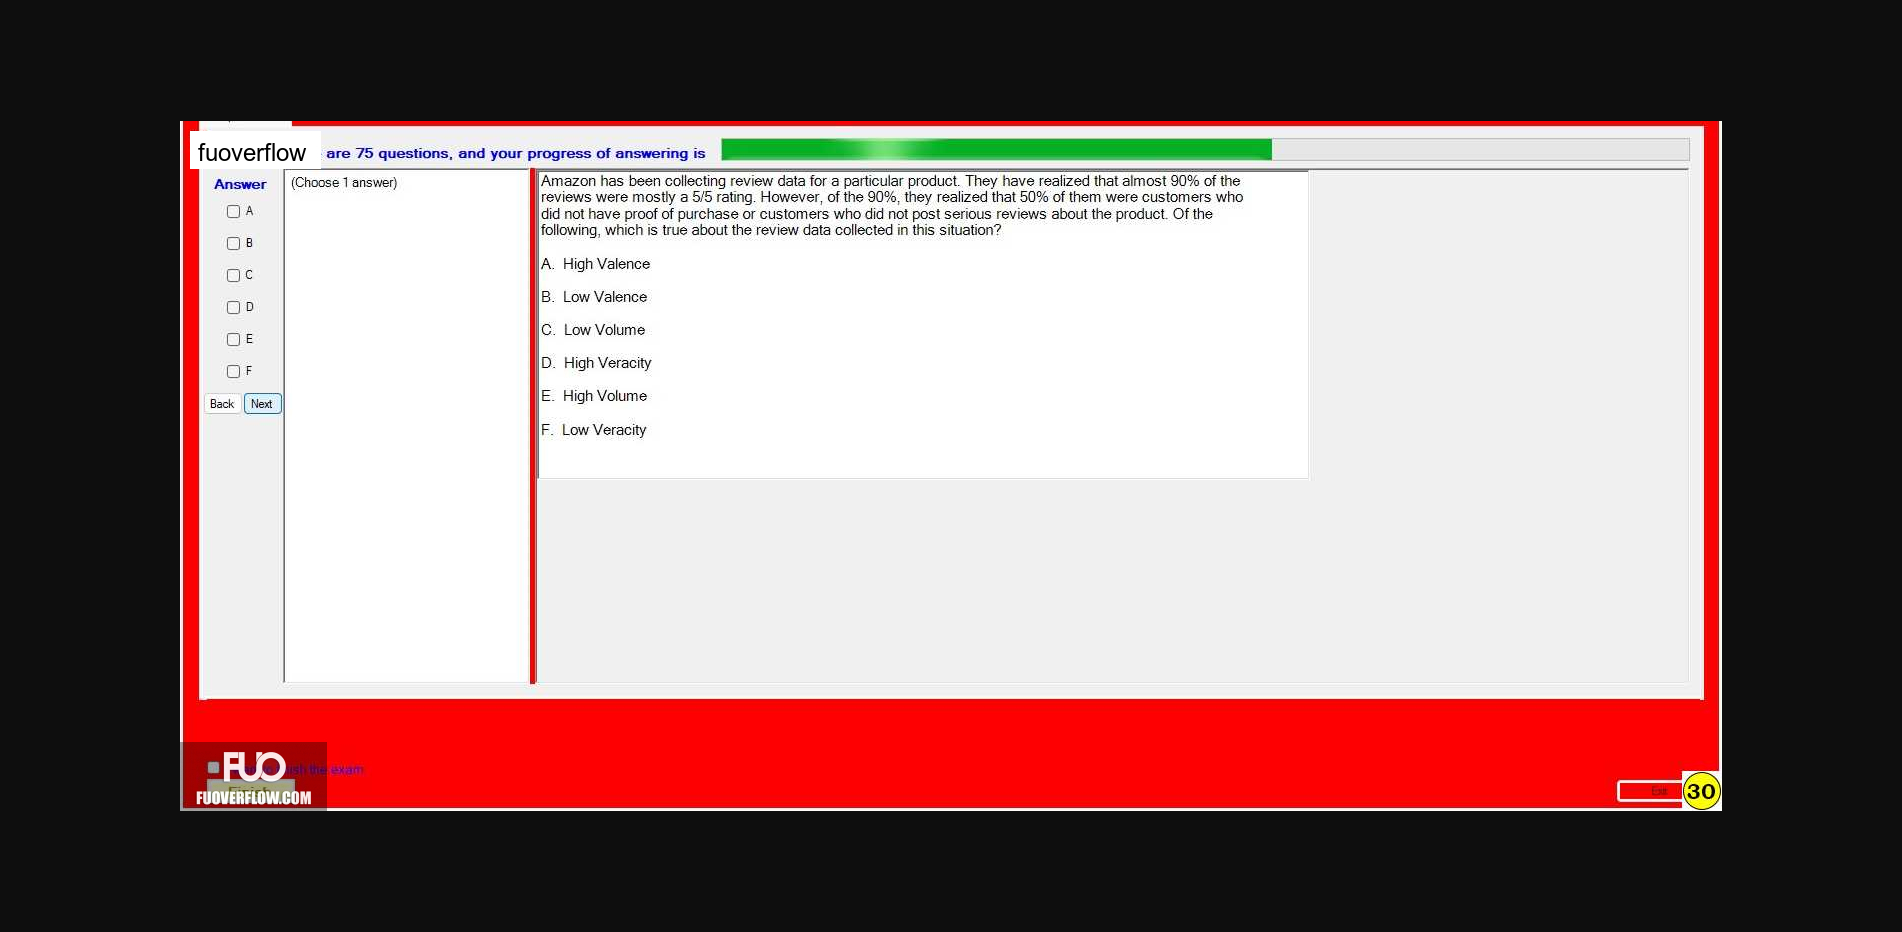 fuoverflow are 75 questions, and your progress of answering is
Answer
(Choose 1 answer)
A
B
C
D
E
F
Back Next
Amazon has been collecting review data for a particular product. They have realized that almost 90% of the
reviews were mostly a 5/5 rating. However, of the 90%, they realized that 50% of them were customers who
did not have proof of purchase or customers who did not post serious reviews about the product. Of the
following, which is true about the review data collected in this situation?
A. High Valence
B. Low Valence
C. Low Volume
D. High Veracity
E. High Volume
F. Low Veracity
FUO
the exam
Finish
FUOVERFLOW.COM
Exit
30